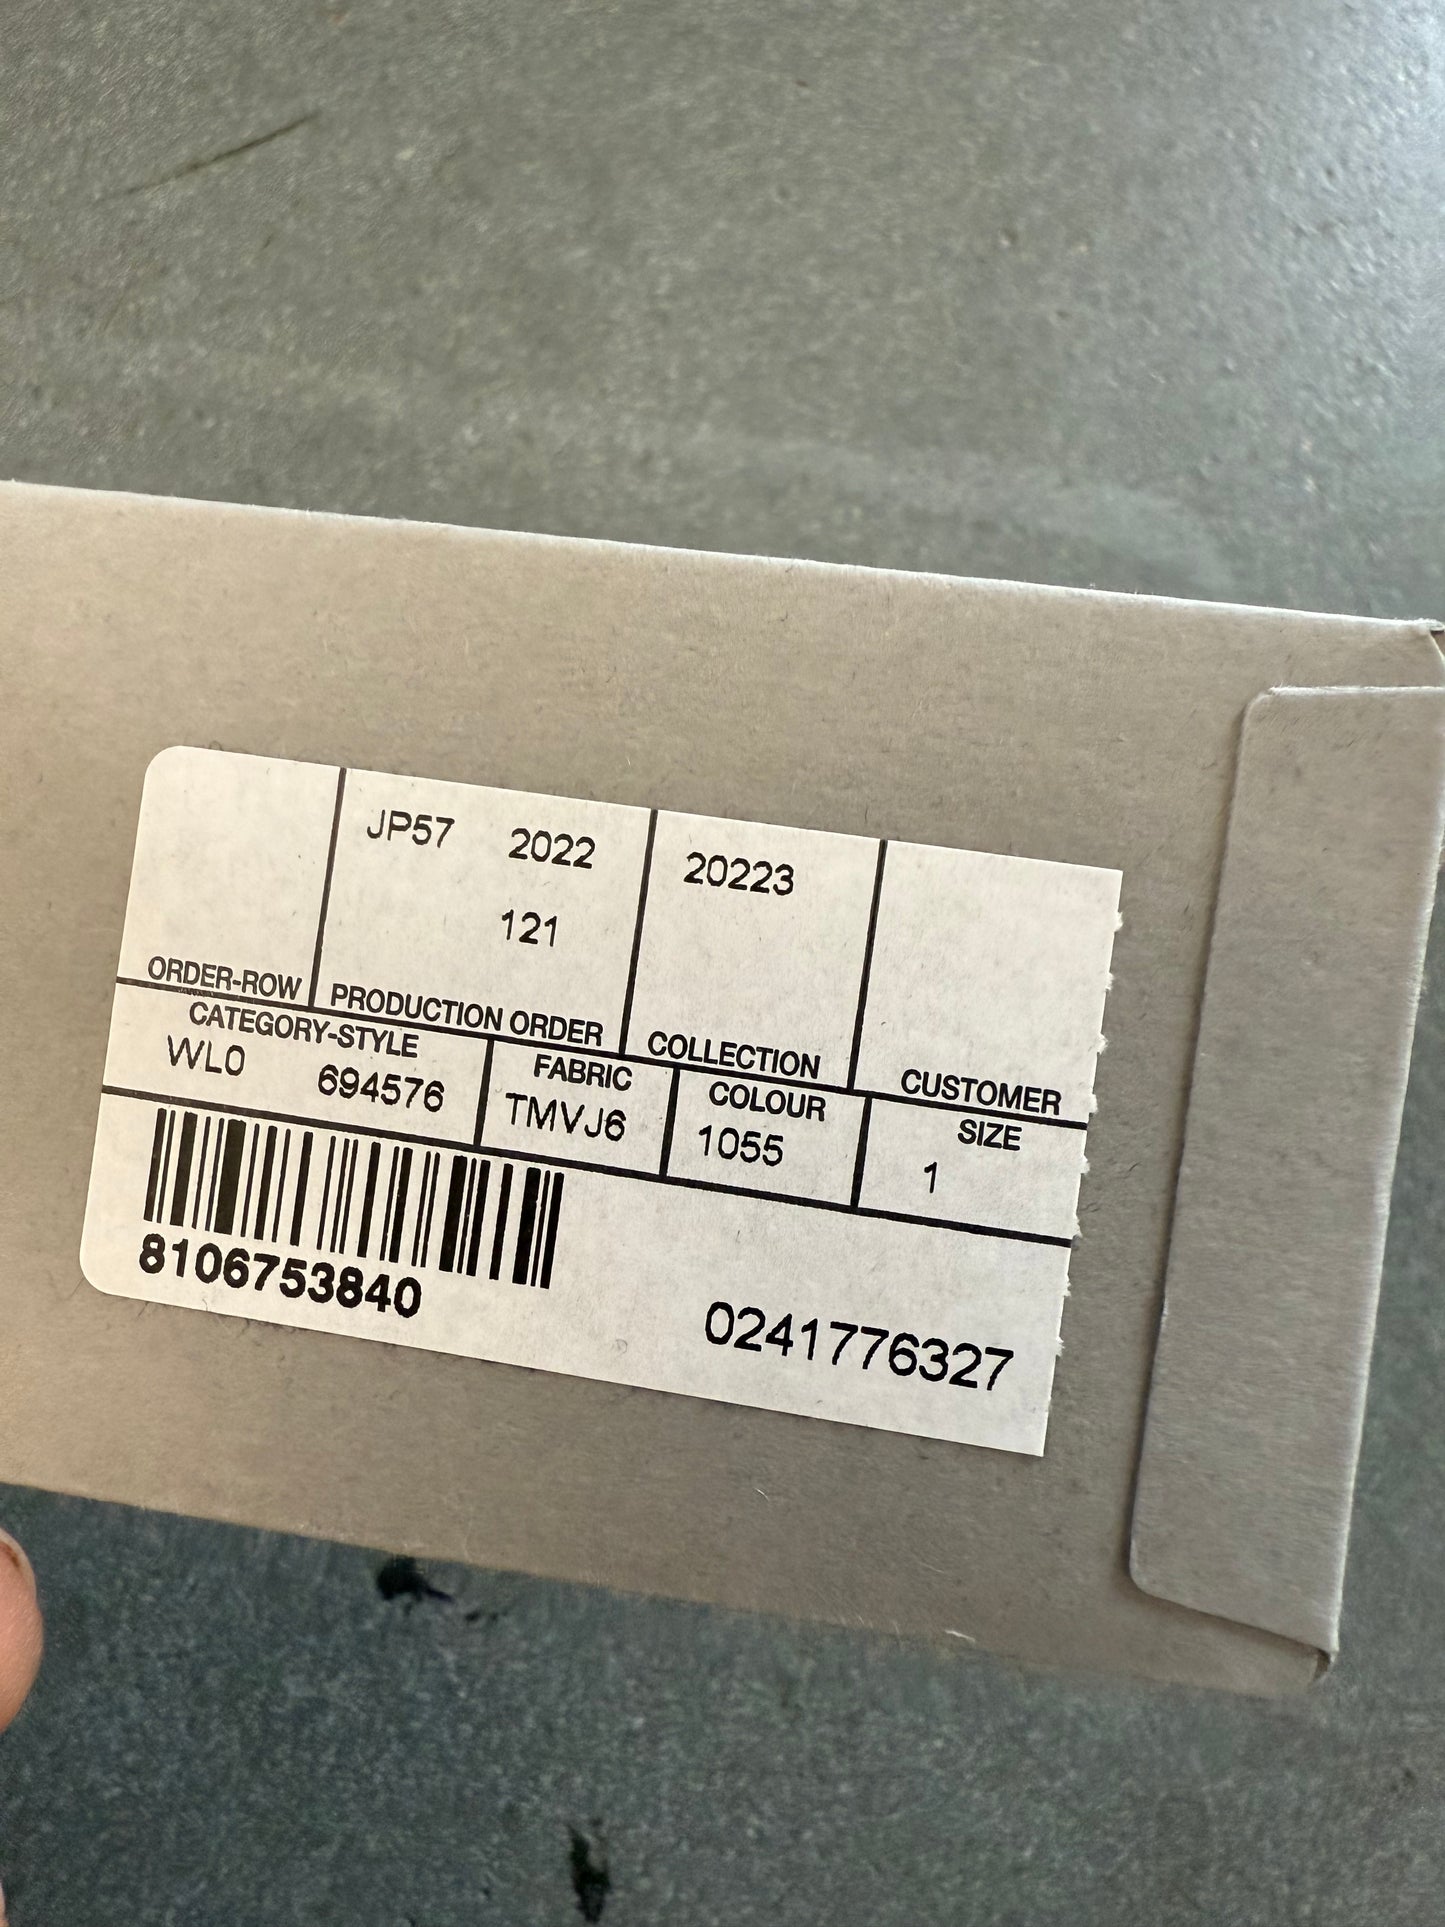 JP57 2022 20223
121
ORDER-ROW PRODUCTION ORDER COLLECTION CUSTOMER
CATEGORY-STYLE FABRIC COLOUR SIZE
WL0 694576 TMVJ6 1055 1
8106753840
0241776327